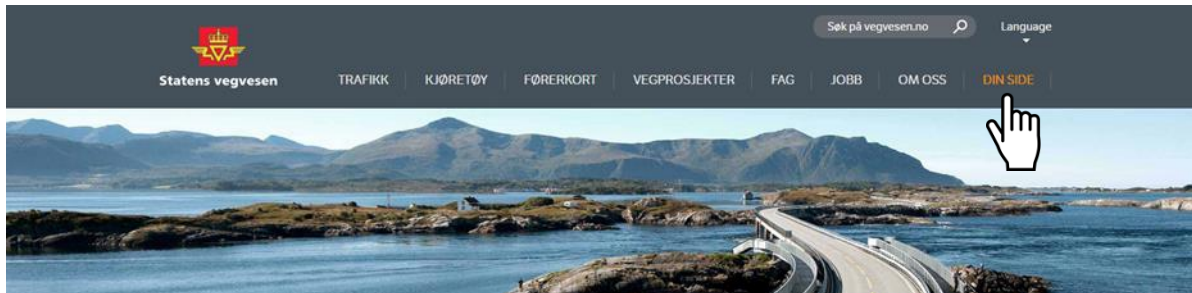 Søk på vegvesen.no
Language
Statens vegvesen
TRAFIKK KJØRETØY FØRERKORT VEGPROSJEKTER FAG JOBB OM OSS DIN SIDE